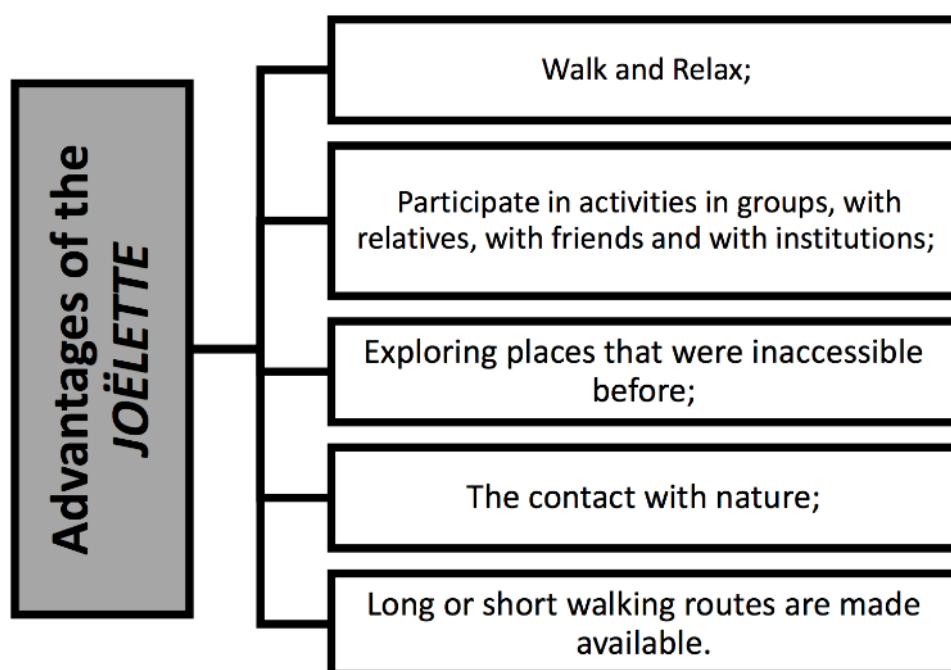 Advantages of the
JOËLETTE
Walk and Relax;
Participate in activities in groups, with
relatives, with friends and with institutions;
Exploring places that were inaccessible
before;
The contact with nature;
Long or short walking routes are made
available.